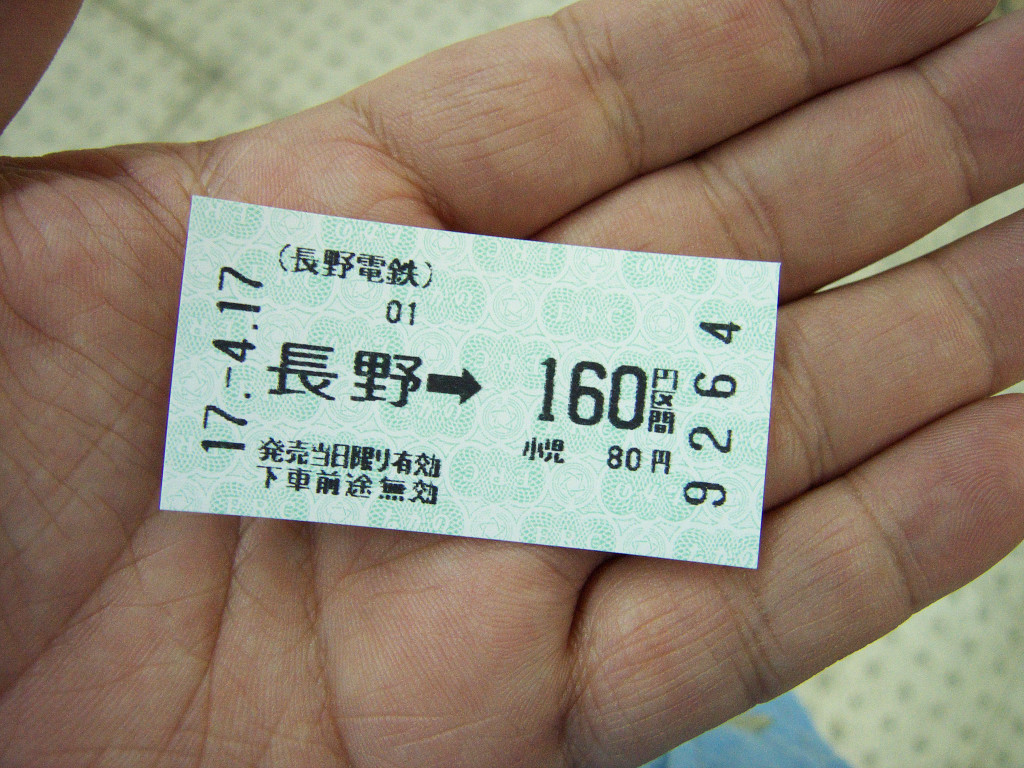 (長野電鉄)
01
17.-4.17
長野➡160円区間
小児 80円
発売当日限り有効
下車前途無効
9264